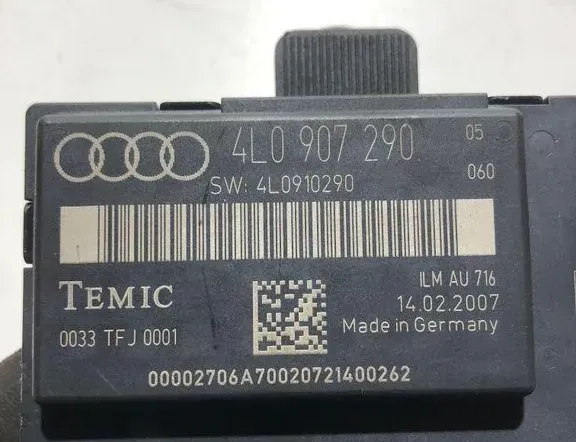 4L0 907 290
05
SW: 4L0910290
060
TEMIC
ILM AU 716
14.02.2007
0033 TFJ 0001
Made in Germany
00002706A70020721400262